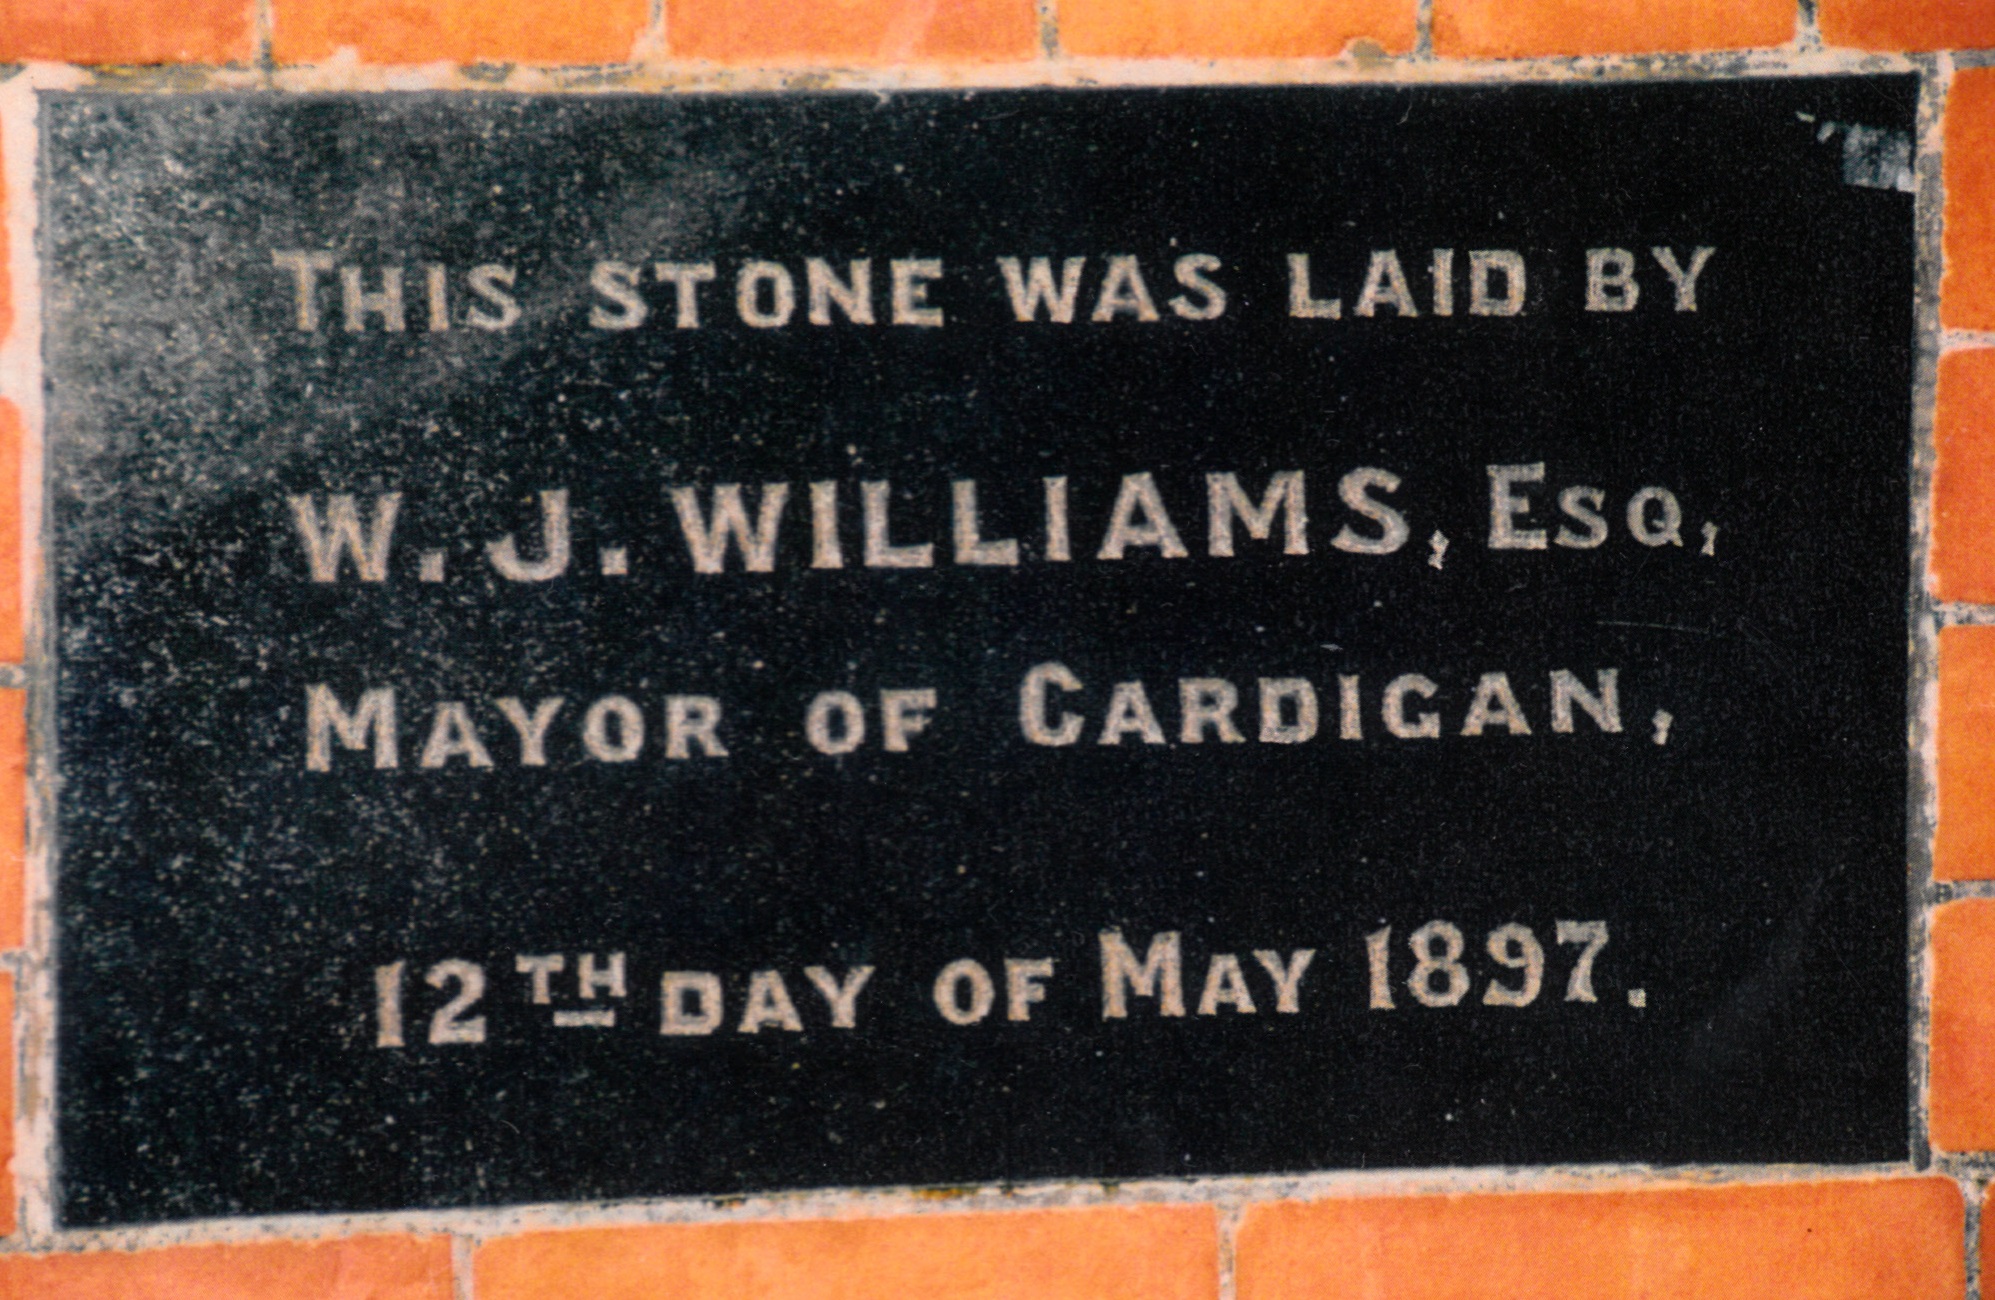 THIS STONE WAS LAID BY
W. J. WILLIAMS, ESQ,
MAYOR OF CARDIGAN,
12TH DAY OF MAY 1897.